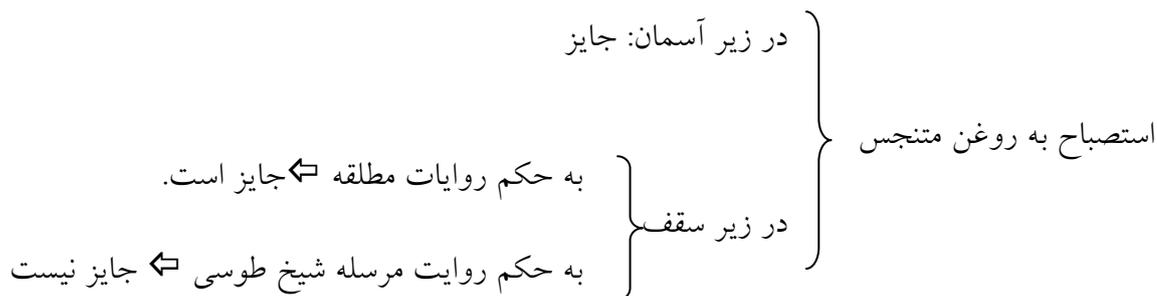 استصباح به روغن متنجس
در زیر آسمان: جایز
در زیر سقف
به حکم روایات مطلقه ⇦جایز است.
به حکم روایت مرسله شیخ طوسی ⇦ جایز نیست